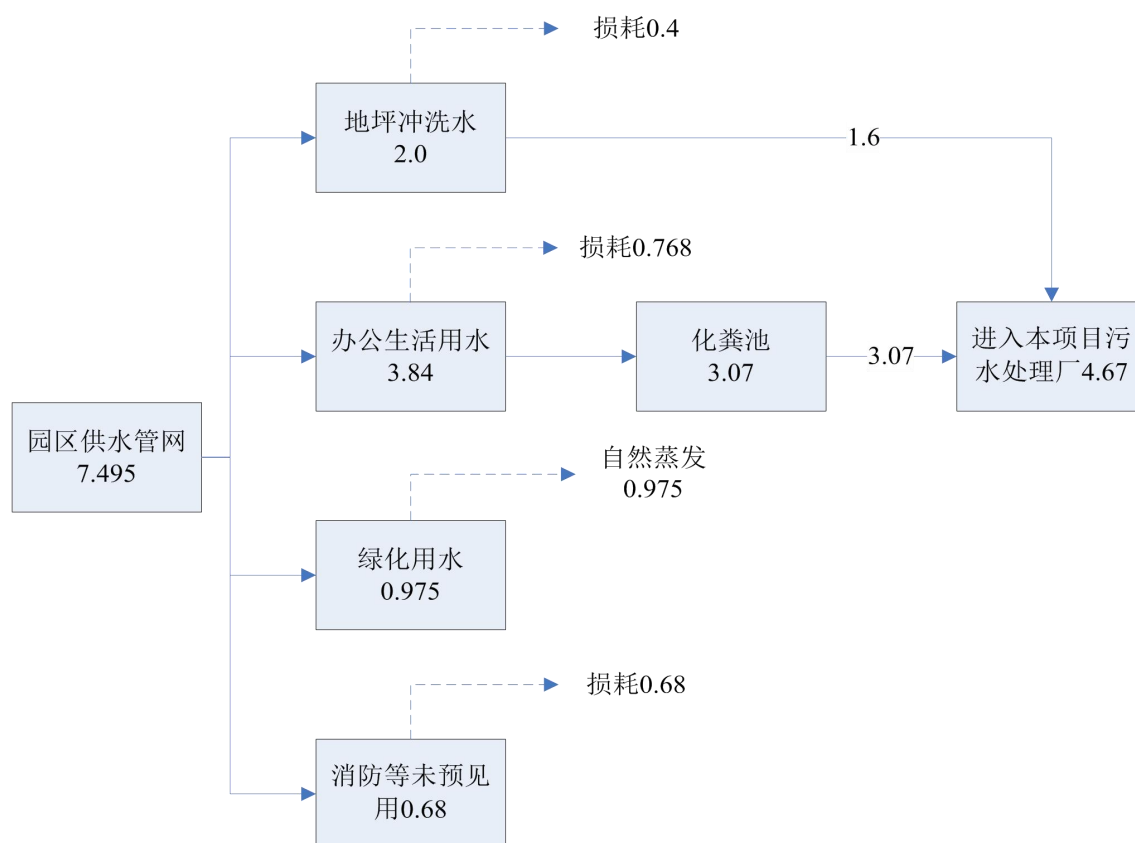 损耗0.4
地坪冲洗水
2.0
1.6
损耗0.768
办公生活用水
3.84
化粪池
3.07
3.07
进入本项目污
水处理厂4.67
园区供水管网
7.495
自然蒸发
0.975
绿化用水
0.975
损耗0.68
消防等未预见
用0.68